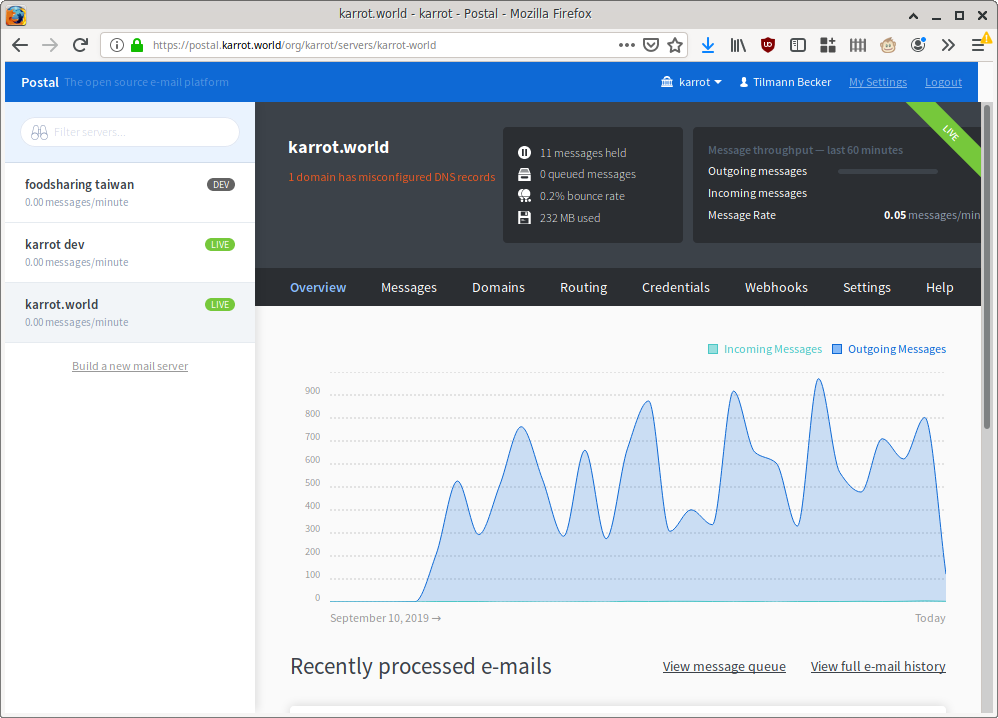 karrot.world - karrot - Postal - Mozilla Firefox
https://postal.karrot.world/org/karrot/servers/karrot-world
Postal The open source e-mail platform
karrot Tilmann Becker My Settings Logout
Filter servers...
foodsharing taiwan DEV
0.00 messages/minute
karrot dev LIVE
0.00 messages/minute
karrot.world LIVE
0.00 messages/minute
Build a new mail server
karrot.world
1 domain has misconfigured DNS records
11 messages held
0 queued messages
0.2% bounce rate
232 MB used
Message throughput — last 60 minutes
Outgoing messages
Incoming messages
Message Rate 0.05 messages/min
LIVE
Overview Messages Domains Routing Credentials Webhooks Settings Help
Incoming Messages Outgoing Messages
900
800
700
600
500
400
300
200
100
0
September 10, 2019 → Today
Recently processed e-mails View message queue View full e-mail history